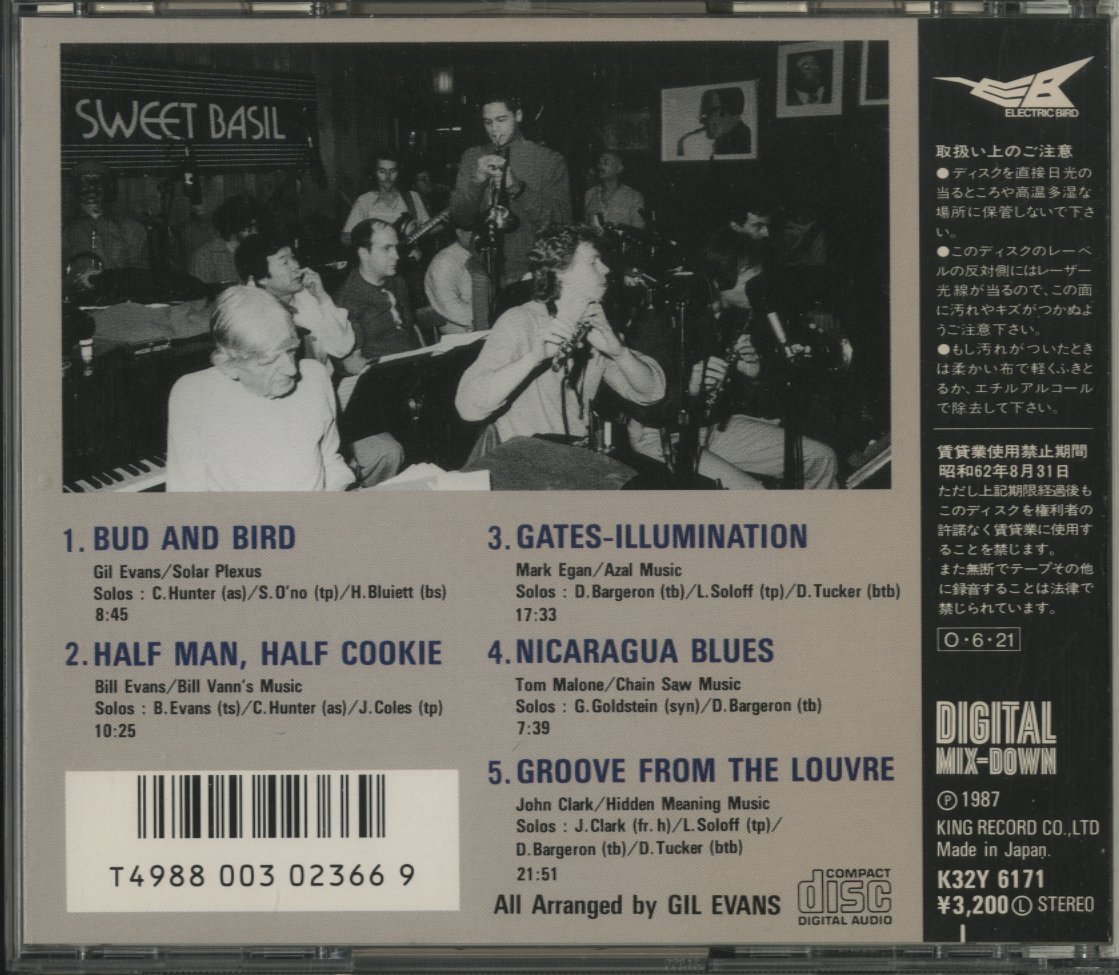 SWEET BASIL
1. BUD AND BIRD
Gil Evans/Solar Plexus
Solos : C.Hunter (as)/S.O'no (tp)/H.Bluiett (bs)
8:45
2. HALF MAN, HALF COOKIE
Bill Evans/Bill Vann's Music
Solos : B.Evans (ts)/C.Hunter (as)/J.Coles (tp)
10:25
3. GATES-ILLUMINATION
Mark Egan/Azal Music
Solos : D.Bargeron (tb)/L.Soloff (tp)/D.Tucker (btb)
17:33
4. NICARAGUA BLUES
Tom Malone/Chain Saw Music
Solos : G.Goldstein (syn)/D.Bargeron (tb)
7:39
5. GROOVE FROM THE LOUVRE
John Clark/Hidden Meaning Music
Solos : J.Clark (fr.h)/L.Soloff (tp)/
D.Bargeron (tb)/D.Tucker (btb)
21:51
All Arranged by GIL EVANS
COMPACT
disc
DIGITAL AUDIO
T4988 003 02366 9
EB
ELECTRIC BIRD
取扱い上のご注意
●ディスクを直接日光の
当るところや高温多湿な
場所に保管しないで下さ
い。
●このディスクのレーベ
ルの反対側にはレーザー
光線が当るので、この面
に汚れやキズがつかぬよ
うご注意下さい。
●もし汚れがついたとき
は柔かい布で軽くふきと
るか、エチルアルコール
で除去して下さい。
賃貸業使用禁止期間
昭和62年8月31日
ただし上記期限経過後も
このディスクを権利者の
許諾なく賃貸業に使用す
ることを禁じます。
また無断でテープその他
に録音することは法律で
禁じられています。
O・6・21
DIGITAL
MIX-DOWN
Ⓟ1987
KING RECORD CO.,LTD
Made in Japan.
K32Y 6171
¥3,200Ⓛ STEREO